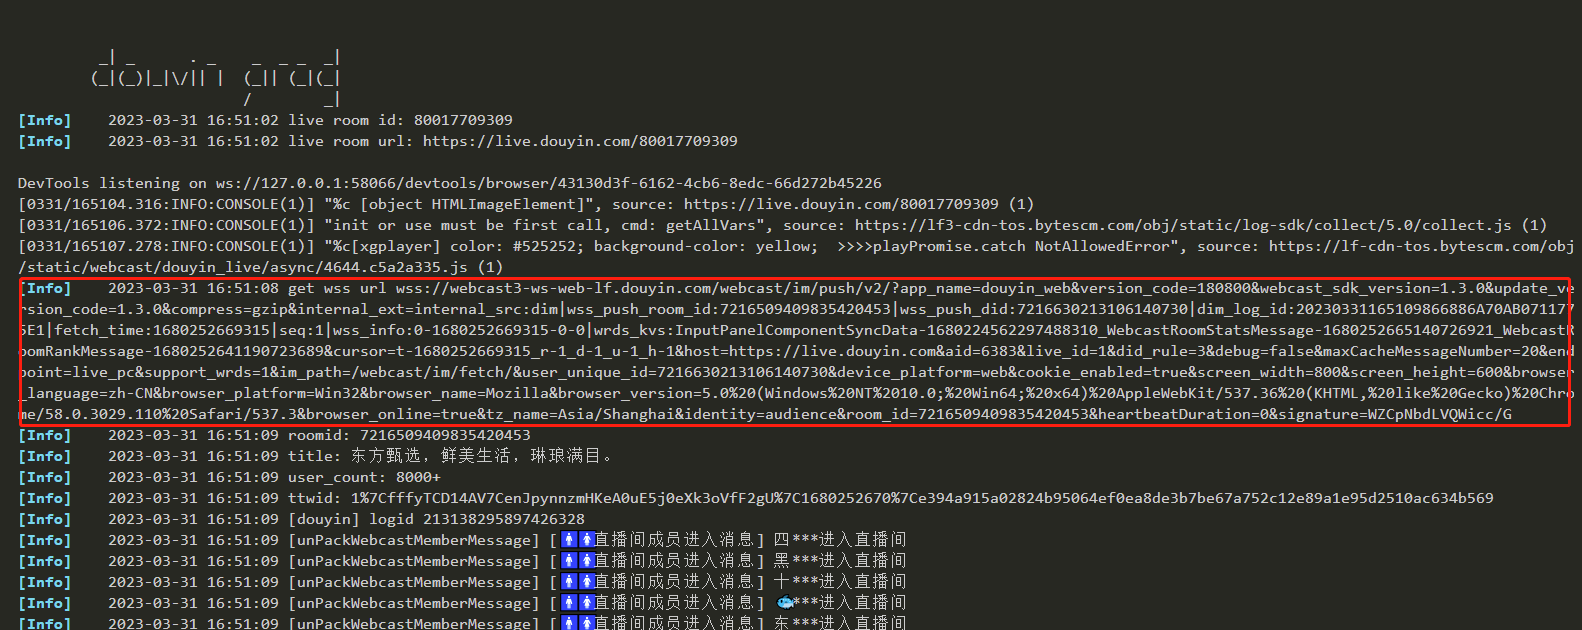 [Info]    2023-03-31 16:51:02 live room id: 80017709309
[Info]    2023-03-31 16:51:02 live room url: https://live.douyin.com/80017709309
DevTools listening on ws://127.0.0.1:58066/devtools/browser/43130d3f-6162-4cb6-8edc-66d272b45226
[0331/165104.316:INFO:CONSOLE(1)] "%c [object HTMLImageElement]", source: https://live.douyin.com/80017709309 (1)
[0331/165106.372:INFO:CONSOLE(1)] "init or use must be first call, cmd: getAllVars", source: https://lf3-cdn-tos.bytescm.com/obj/static/log-sdk/collect/5.0/collect.js (1)
[0331/165107.278:INFO:CONSOLE(1)] "%c[xgplayer] color: #525252; background-color: yellow;  >>>>playPromise.catch NotAllowedError", source: https://lf-cdn-tos.bytescm.com/obj
/static/webcast/douyin_live/async/4644.c5a2a335.js (1)
[Info]    2023-03-31 16:51:08 get wss url wss://webcast3-ws-web-lf.douyin.com/webcast/im/push/v2/?app_name=douyin_web&version_code=180800&webcast_sdk_version=1.3.0&update_ve
rsion_code=1.3.0&compress=gzip&internal_ext=internal_src:dim|wss_push_room_id:7216509409835420453|wss_push_did:7216630213106140730|dim_log_id:20230331165109866886A70AB071177
5E1|fetch_time:1680252669315|seq:1|wss_info:0-1680252669315-0-0|wrds_kvs:InputPanelComponentSyncData-1680224562297488310_WebcastRoomStatsMessage-1680252665140726921_WebcastR
oomRankMessage-1680252641190723689&cursor=t-1680252669315_r-1_d-1_u-1_h-1&host=https://live.douyin.com&aid=6383&live_id=1&did_rule=3&debug=false&maxCacheMessageNumber=20&end
point=live_pc&support_wrds=1&im_path=/webcast/im/fetch/&user_unique_id=7216630213106140730&device_platform=web&cookie_enabled=true&screen_width=800&screen_height=600&browser
_language=zh-CN&browser_platform=Win32&browser_name=Mozilla&browser_version=5.0%20(Windows%20NT%2010.0;%20Win64;%20x64)%20AppleWebKit/537.36%20(KHTML,%20like%20Gecko)%20Chro
me/58.0.3029.110%20Safari/537.3&browser_online=true&tz_name=Asia/Shanghai&identity=audience&room_id=7216509409835420453&heartbeatDuration=0&signature=WZCpNbdLVQWicc/G
[Info]    2023-03-31 16:51:09 roomid: 7216509409835420453
[Info]    2023-03-31 16:51:09 title: 东方甄选，鲜美生活，琳琅满目。
[Info]    2023-03-31 16:51:09 user_count: 8000+
[Info]    2023-03-31 16:51:09 ttwid: 1%7CfffyTCD14AV7CenJpynnzmHKeA0uE5j0eXk3oVfF2gU%7C1680252670%7Ce394a915a02824b95064ef0ea8de3b7be67a752c12e89a1e95d2510ac634b569
[Info]    2023-03-31 16:51:09 [douyin] logid 213138295897426328
[Info]    2023-03-31 16:51:09 [unPackWebcastMemberMessage] [🚹🚺直播间成员进入消息] 四***进入直播间
[Info]    2023-03-31 16:51:09 [unPackWebcastMemberMessage] [🚹🚺直播间成员进入消息] 黑***进入直播间
[Info]    2023-03-31 16:51:09 [unPackWebcastMemberMessage] [🚹🚺直播间成员进入消息] 十***进入直播间
[Info]    2023-03-31 16:51:09 [unPackWebcastMemberMessage] [🚹🚺直播间成员进入消息] 🐟***进入直播间
[Info]    2023-03-31 16:51:09 [unPackWebcastMemberMessage] [🚹🚺直播间成员进入消息] 东***进入直播间